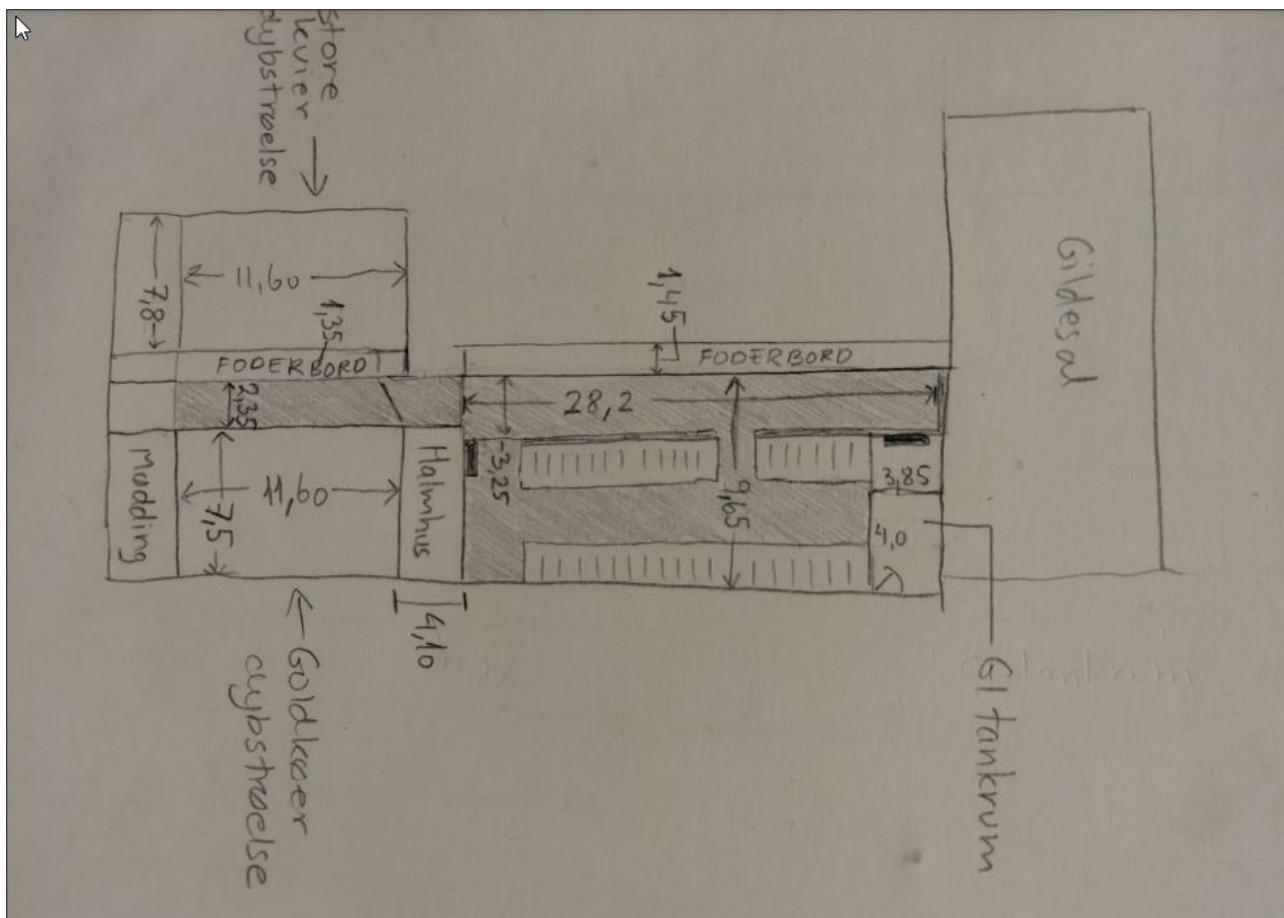 store
kvier
dybstrøelse
Gildesal
11,60
7,8
1,35
1,45
FODERBORD
FODERBORD
2,35
28,2
3,25
9,65
3,85
4,0
Mødding
7,5
11,60
Halmhus
4,10
Goldkøer
dybstrøelse
Gl tankrum